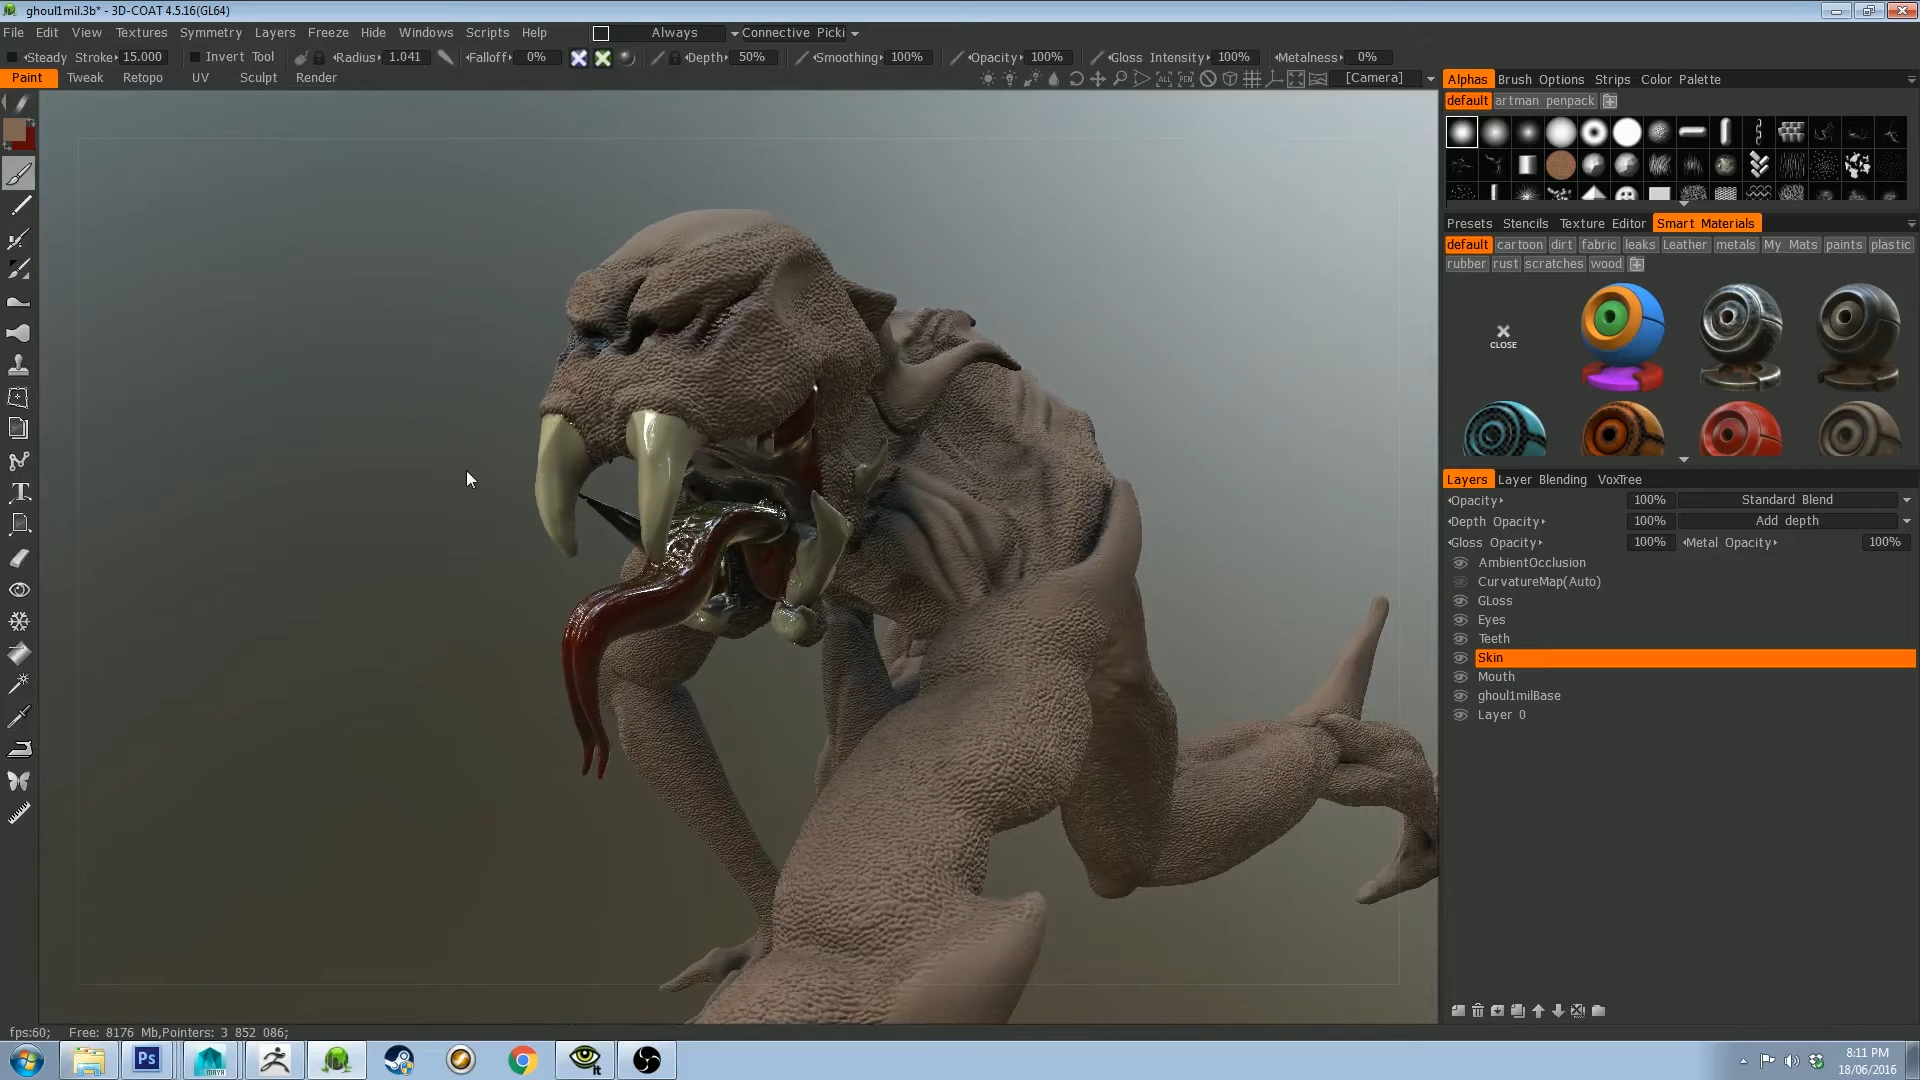 ghoul1mil.3b* - 3D-COAT 4.5.16(GL64)
File Edit View Textures Symmetry Layers Freeze Hide Windows Scripts Help Always Connective Picki
Steady Stroke 15.000 Invert Tool Radius 1.041 Falloff 0% Depth 50% Smoothing 100% Opacity 100% Gloss Intensity 100% Metalness 0%
Paint Tweak Retopo UV Sculpt Render [Camera]
ALL PEN
Alphas Brush Options Strips Color Palette
default artman penpack
Presets Stencils Texture Editor Smart Materials
default cartoon dirt fabric leaks Leather metals My Mats paints plastic
rubber rust scratches wood
CLOSE
Layers Layer Blending VoxTree
Opacity 100% Standard Blend
Depth Opacity 100% Add depth
Gloss Opacity 100% Metal Opacity 100%
AmbientOcclusion
CurvatureMap(Auto)
GLoss
Eyes
Teeth
Skin
Mouth
ghoul1milBase
Layer 0
T
fps:60; Free: 8176 Mb,Pointers: 3 852 086;
Ps
MAYA
it
8:11 PM
18/06/2016